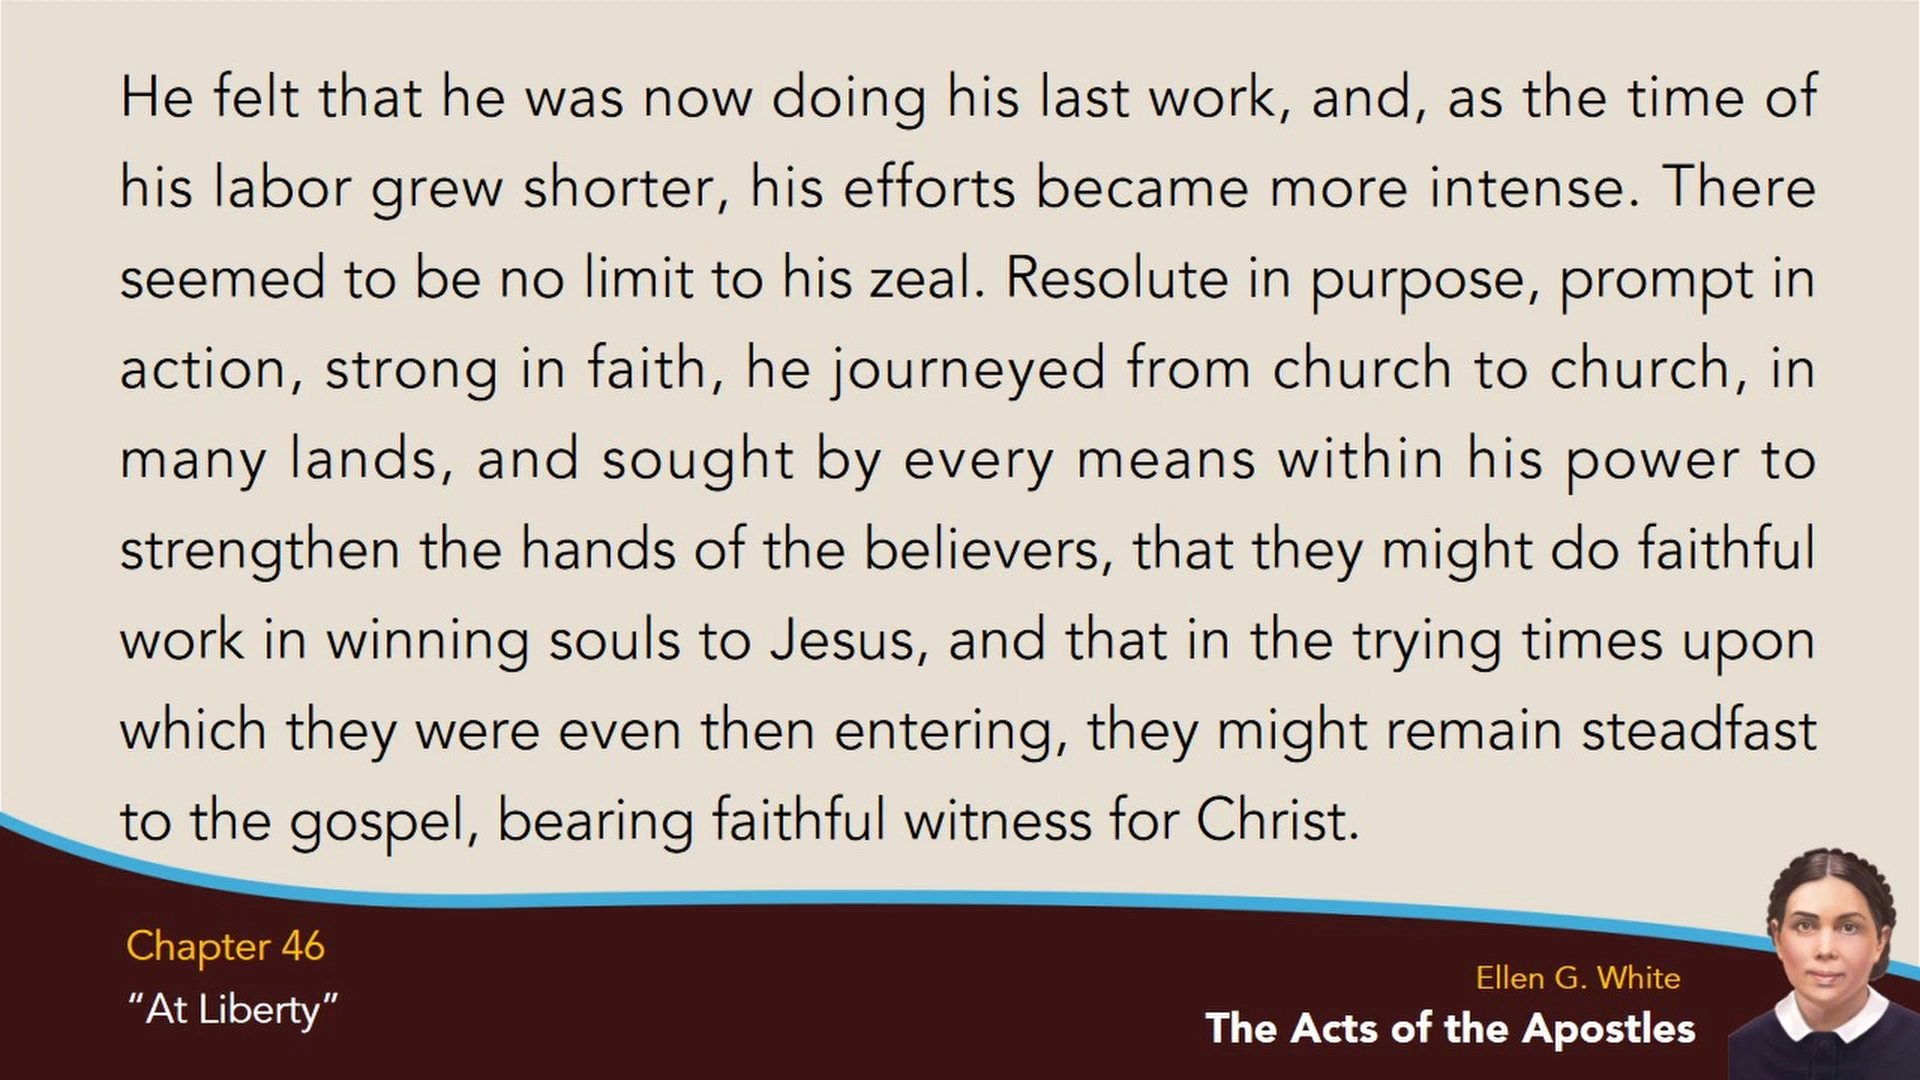 He felt that he was now doing his last work, and, as the time of
his labor grew shorter, his efforts became more intense. There
seemed to be no limit to his zeal. Resolute in purpose, prompt in
action, strong in faith, he journeyed from church to church, in
many lands, and sought by every means within his power to
strengthen the hands of the believers, that they might do faithful
work in winning souls to Jesus, and that in the trying times upon
which they were even then entering, they might remain steadfast
to the gospel, bearing faithful witness for Christ.
Chapter 46
“At Liberty”
Ellen G. White
The Acts of the Apostles